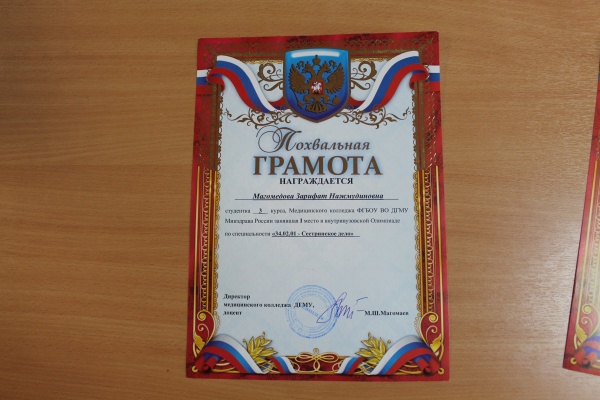 Похвальная
ГРАМОТА
НАГРАЖДАЕТСЯ
Магомедова Зарифат Нажмудиновна
студентка 3 курса, Медицинского колледжа ФГБОУ ВО ДГМУ
Минздрава России занявшая I место в внутривузовской Олимпиаде
по специальности «34.02.01 - Сестринское дело»
Директор
медицинского колледжа ДГМУ,
доцент М.Ш.Магомаев